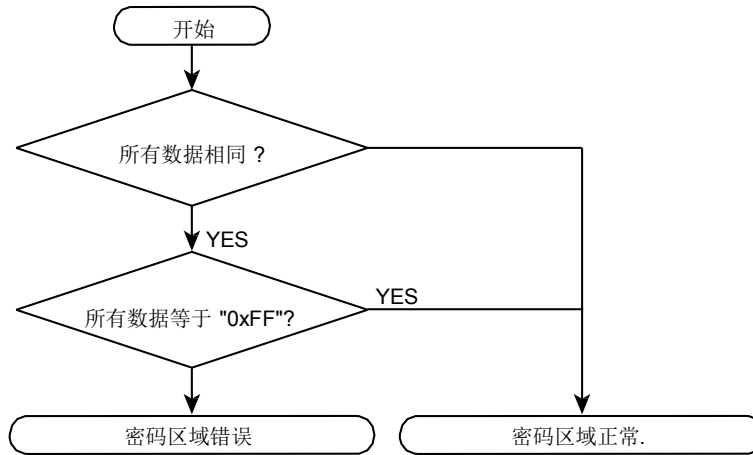 开始
所有数据相同 ?
YES
所有数据等于 "0xFF"?
YES
密码区域错误
密码区域正常.